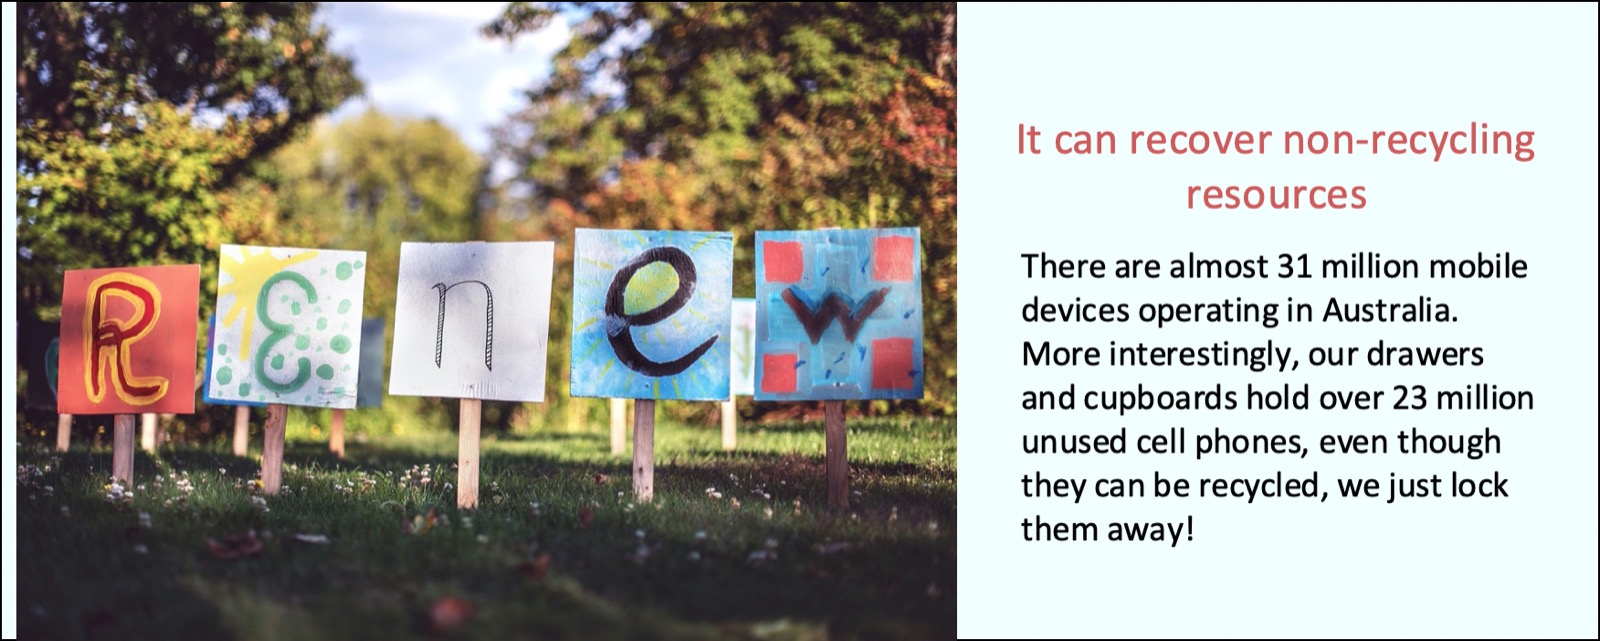 REneW
It can recover non-recycling
resources
There are almost 31 million mobile
devices operating in Australia.
More interestingly, our drawers
and cupboards hold over 23 million
unused cell phones, even though
they can be recycled, we just lock
them away!